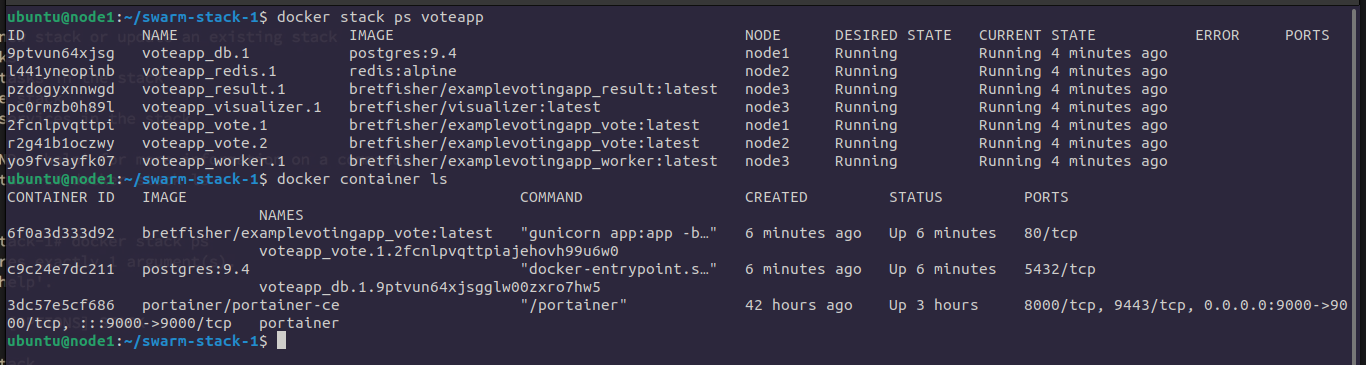 ubuntu@node1:~/swarm-stack-1$ docker stack ps voteapp
ID NAME IMAGE NODE DESIRED STATE CURRENT STATE ERROR PORTS
9ptvun64xjsg voteapp_db.1 postgres:9.4 node1 Running Running 4 minutes ago
l441yneopinb voteapp_redis.1 redis:alpine node2 Running Running 4 minutes ago
pzdogyxnnwgd voteapp_result.1 bretfisher/examplevotingapp_result:latest node3 Running Running 4 minutes ago
pc0rmzb0h89l voteapp_visualizer.1 bretfisher/visualizer:latest node3 Running Running 4 minutes ago
2fcnlpvqttpi voteapp_vote.1 bretfisher/examplevotingapp_vote:latest node1 Running Running 4 minutes ago
r2g41b1oczwy voteapp_vote.2 bretfisher/examplevotingapp_vote:latest node2 Running Running 4 minutes ago
yo9fvsayfk07 voteapp_worker.1 bretfisher/examplevotingapp_worker:latest node3 Running Running 4 minutes ago
ubuntu@node1:~/swarm-stack-1$ docker container ls
CONTAINER ID IMAGE COMMAND CREATED STATUS PORTS
NAMES
6f0a3d333d92 bretfisher/examplevotingapp_vote:latest "gunicorn app:app -b…" 6 minutes ago Up 6 minutes 80/tcp
voteapp_vote.1.2fcnlpvqttpiajehovh99u6w0
c9c24e7dc211 postgres:9.4 "docker-entrypoint.s…" 6 minutes ago Up 6 minutes 5432/tcp
voteapp_db.1.9ptvun64xjsgglw00zxro7hw5
3dc57e5cf686 portainer/portainer-ce "/portainer" 42 hours ago Up 3 hours 8000/tcp, 9443/tcp, 0.0.0.0:9000->90
00/tcp, :::9000->9000/tcp portainer
ubuntu@node1:~/swarm-stack-1$